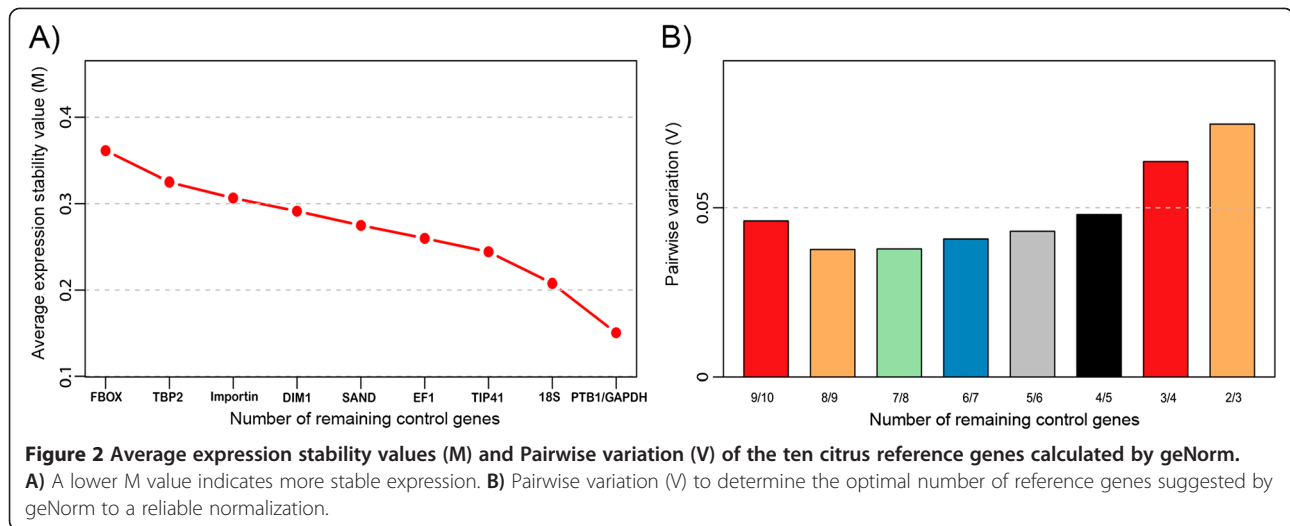 A)
Average expression stability value (M)
0.4
0.3
0.2
0.1
FBOX TBP2 Importin DIM1 SAND EF1 TIP41 18S PTB1/GAPDH
Number of remaining control genes
B)
Pairwise variation (V)
0.05
0
9/10 8/9 7/8 6/7 5/6 4/5 3/4 2/3
Number of remaining control genes
Figure 2 Average expression stability values (M) and Pairwise variation (V) of the ten citrus reference genes calculated by geNorm.
A) A lower M value indicates more stable expression. B) Pairwise variation (V) to determine the optimal number of reference genes suggested by
geNorm to a reliable normalization.